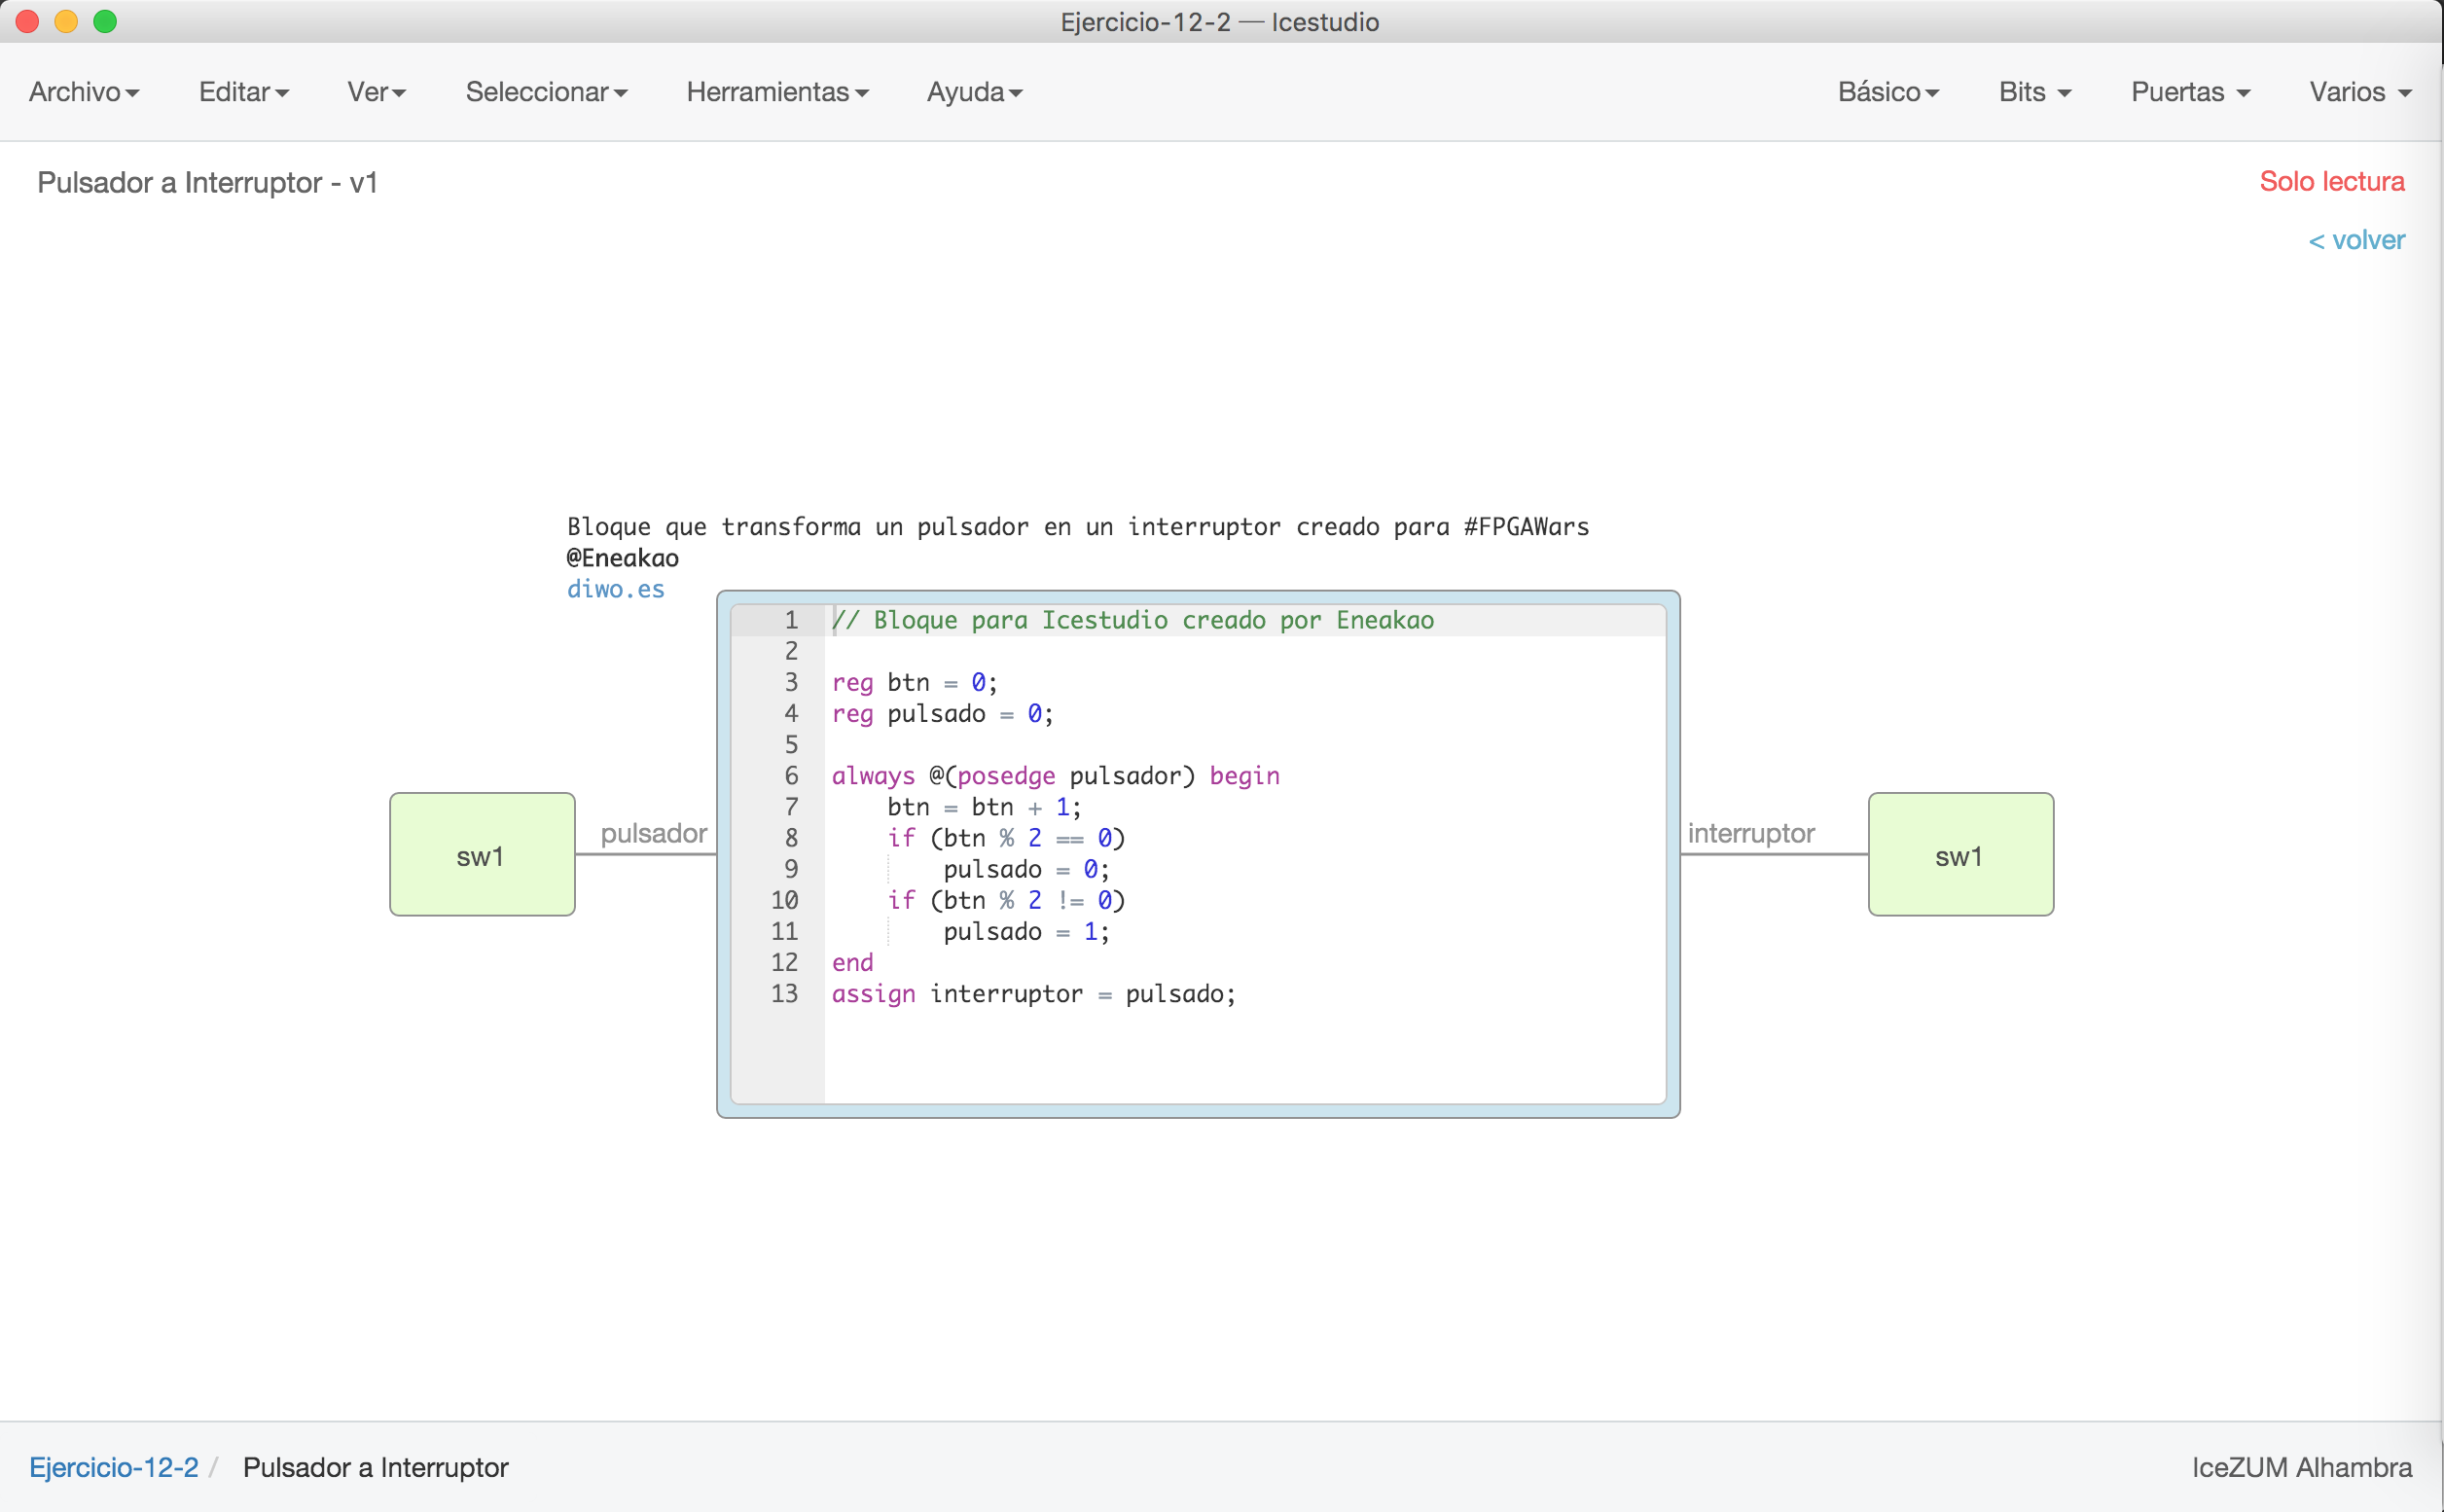 Ejercicio-12-2 — Icestudio
Archivo Editar Ver Seleccionar Herramientas Ayuda Básico Bits Puertas Varios
Pulsador a Interruptor - v1
Solo lectura
< volver
Bloque que transforma un pulsador en un interruptor creado para #FPGAWars
@Eneakao
diwo.es
1 // Bloque para Icestudio creado por Eneakao
2
3 reg btn = 0;
4 reg pulsado = 0;
5
6 always @(posedge pulsador) begin
7     btn = btn + 1;
8     if (btn % 2 == 0)
9         pulsado = 0;
10     if (btn % 2 != 0)
11         pulsado = 1;
12 end
13 assign interruptor = pulsado;
sw1
pulsador
interruptor
sw1
Ejercicio-12-2 / Pulsador a Interruptor
IceZUM Alhambra